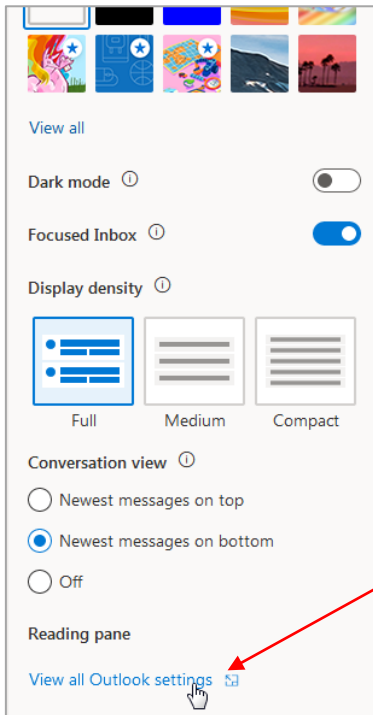 View all
Dark mode
Focused Inbox
Display density
Full Medium Compact
Conversation view
Newest messages on top
Newest messages on bottom
Off
Reading pane
View all Outlook settings